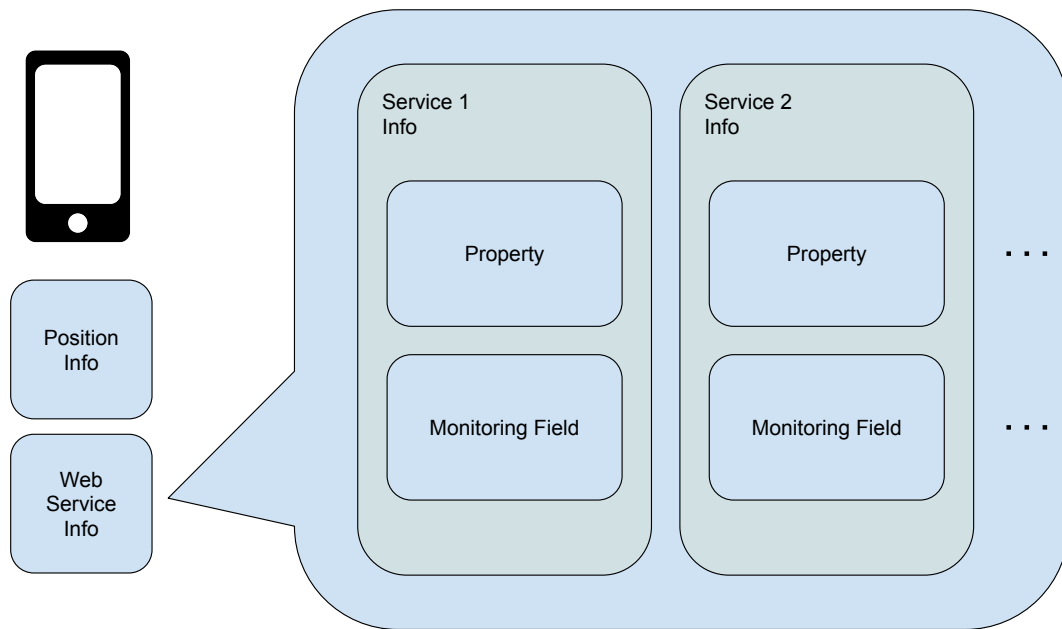 Position
Info
Web
Service
Info
Service 1
Info
Property
Monitoring Field
Service 2
Info
Property
Monitoring Field
. . .
. . .